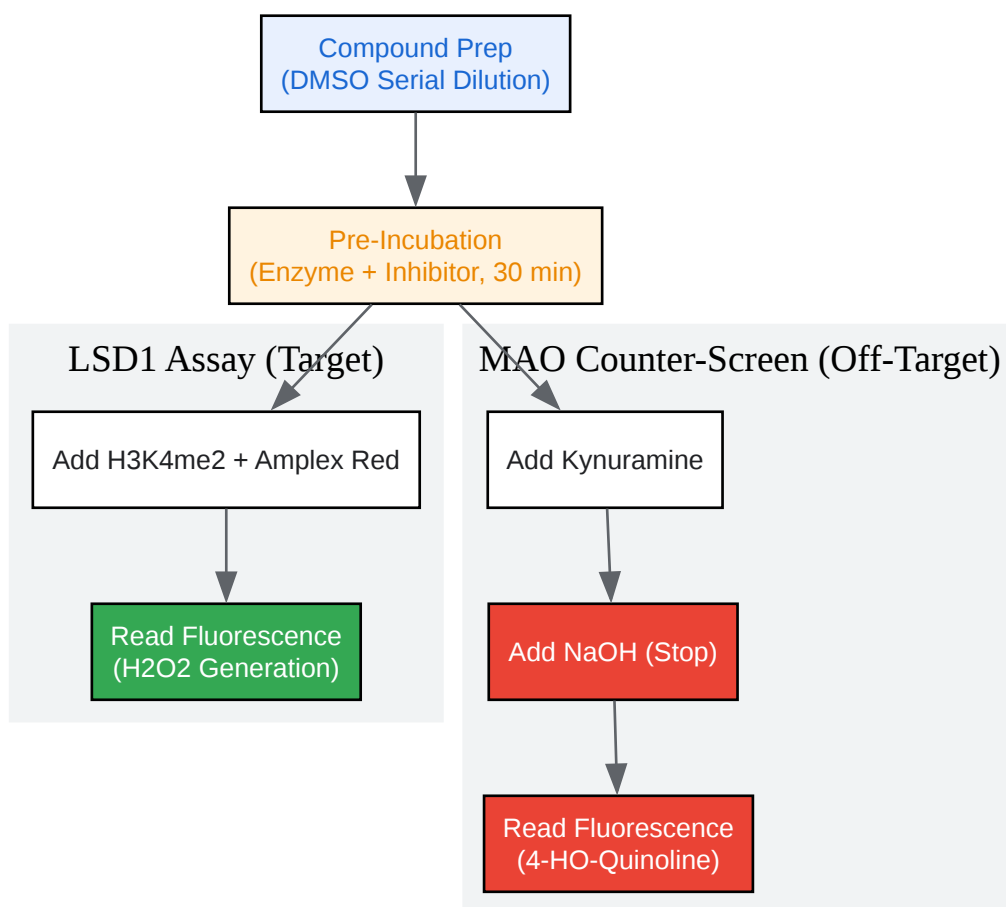 Compound Prep
(DMSO Serial Dilution)
Pre-Incubation
(Enzyme + Inhibitor, 30 min)
LSD1 Assay (Target)
Add H3K4me2 + Amplex Red
Read Fluorescence
(H2O2 Generation)
MAO Counter-Screen (Off-Target)
Add Kynuramine
Add NaOH (Stop)
Read Fluorescence
(4-HO-Quinoline)